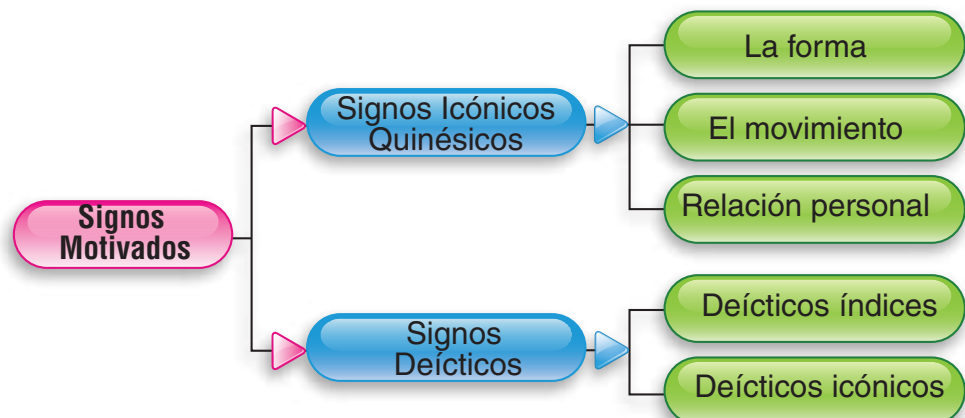 Signos
Motivados
Signos Icónicos
Quinésicos
La forma
El movimiento
Relación personal
Signos
Deícticos
Deícticos índices
Deícticos icónicos